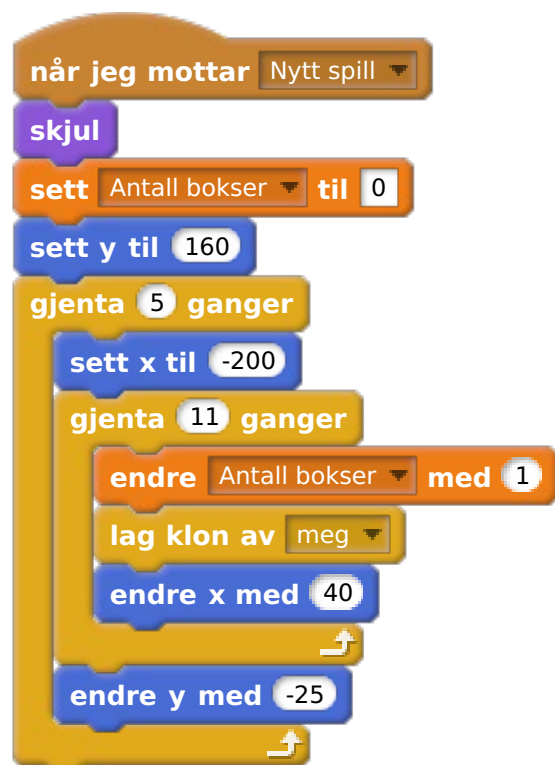 når jeg mottar Nytt spill
skjul
sett Antall bokser til 0
sett y til 160
gjenta 5 ganger
sett x til -200
gjenta 11 ganger
endre Antall bokser med 1
lag klon av meg
endre x med 40
endre y med -25